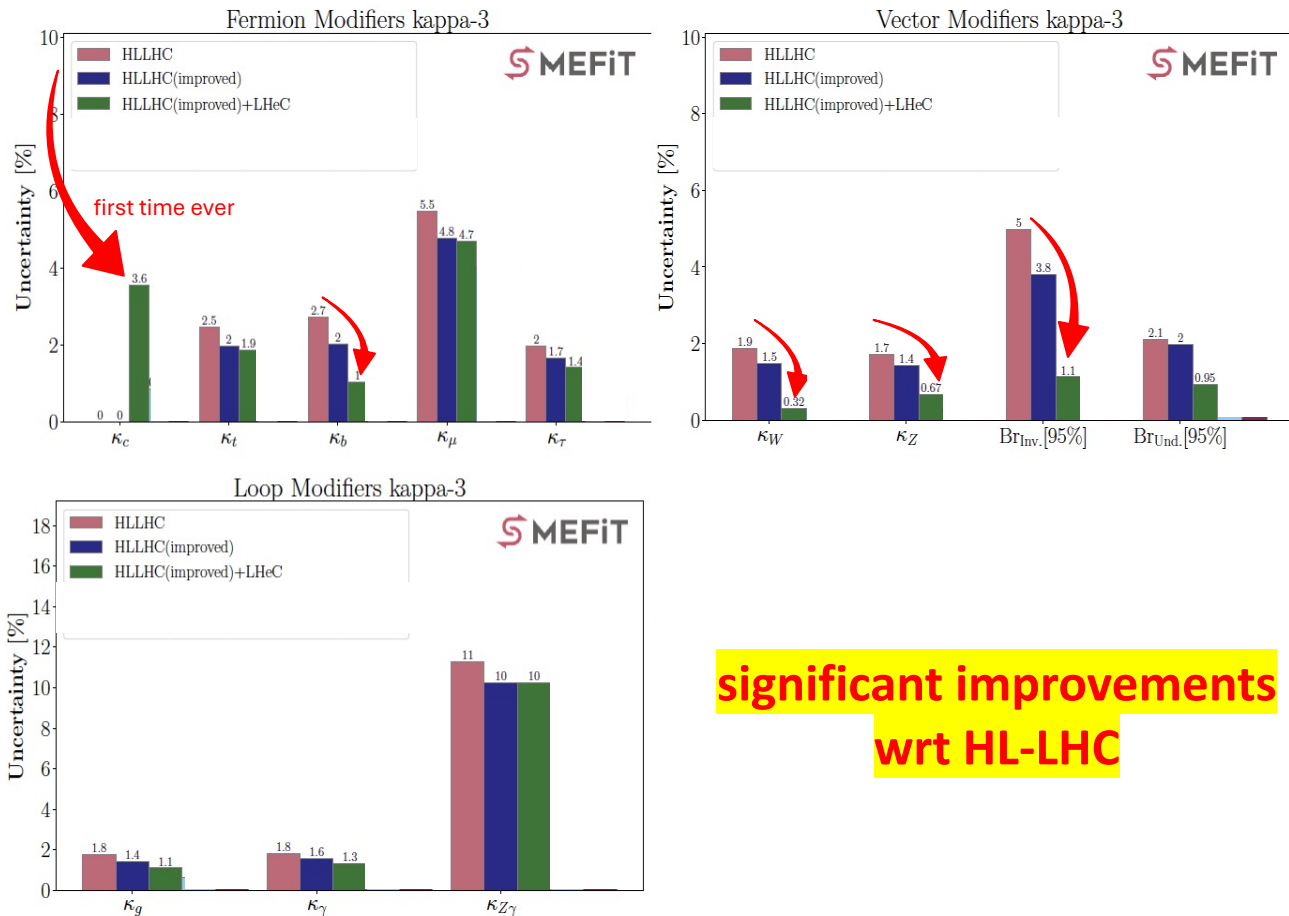 Fermion Modifiers kappa-3
10
8
6
4
2
0
Uncertainty [%]
HLLHC
HLLHC(improved)
HLLHC(improved)+LHeC
SMEFiT
first time ever
0 0 3.6
2.5 2 1.9
2.7 2 1
5.5 4.8 4.7
2 1.7 1.4
κc κt κb κμ κτ
Vector Modifiers kappa-3
10
8
6
4
2
0
Uncertainty [%]
HLLHC
HLLHC(improved)
HLLHC(improved)+LHeC
SMEFiT
1.9 1.5 0.32
1.7 1.4 0.67
5 3.8 1.1
2.1 2 0.95
κW κZ BrInv.[95%] BrUnd.[95%]
Loop Modifiers kappa-3
18
16
14
12
10
8
6
4
2
0
Uncertainty [%]
HLLHC
HLLHC(improved)
HLLHC(improved)+LHeC
SMEFiT
1.8 1.4 1.1
1.8 1.6 1.3
11 10 10
κg κγ κZγ
significant improvements
wrt HL-LHC